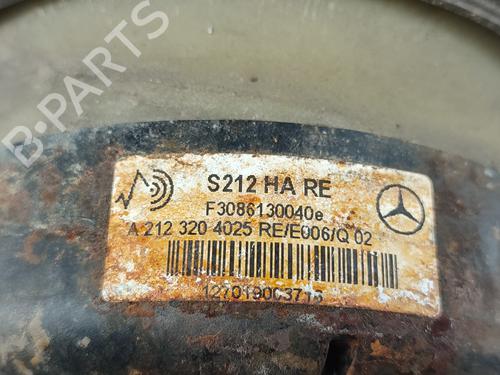 B-PARTS
S212 HA RE
F3086130040e
A 212 320 4025 RE/E006/Q 02